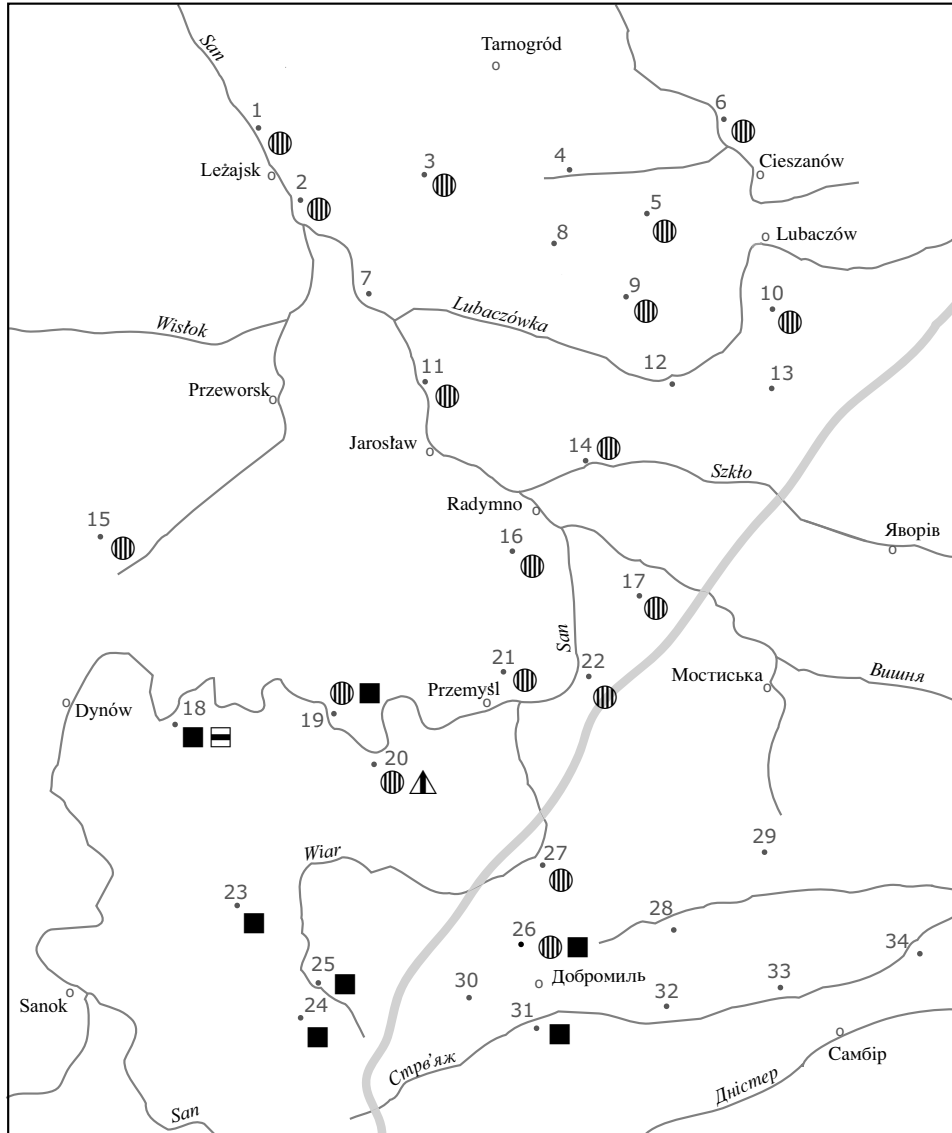 San
Tarnogród
1
6
Leżajsk
3
4
Cieszanów
2
5
8
Lubaczów
7
9
10
Wisłok
Lubaczówka
12
13
Przeworsk
11
Jarosław
14
Szkło
Radymno
15
16
Яворів
17
San
21
22
Мостиська
Вишня
Dynów
18
19
Przemyśl
20
Wiar
27
29
23
28
26
34
25
30
Добромиль
33
Sanok
24
31
32
Самбір
Стрв’яж
Дністер
San